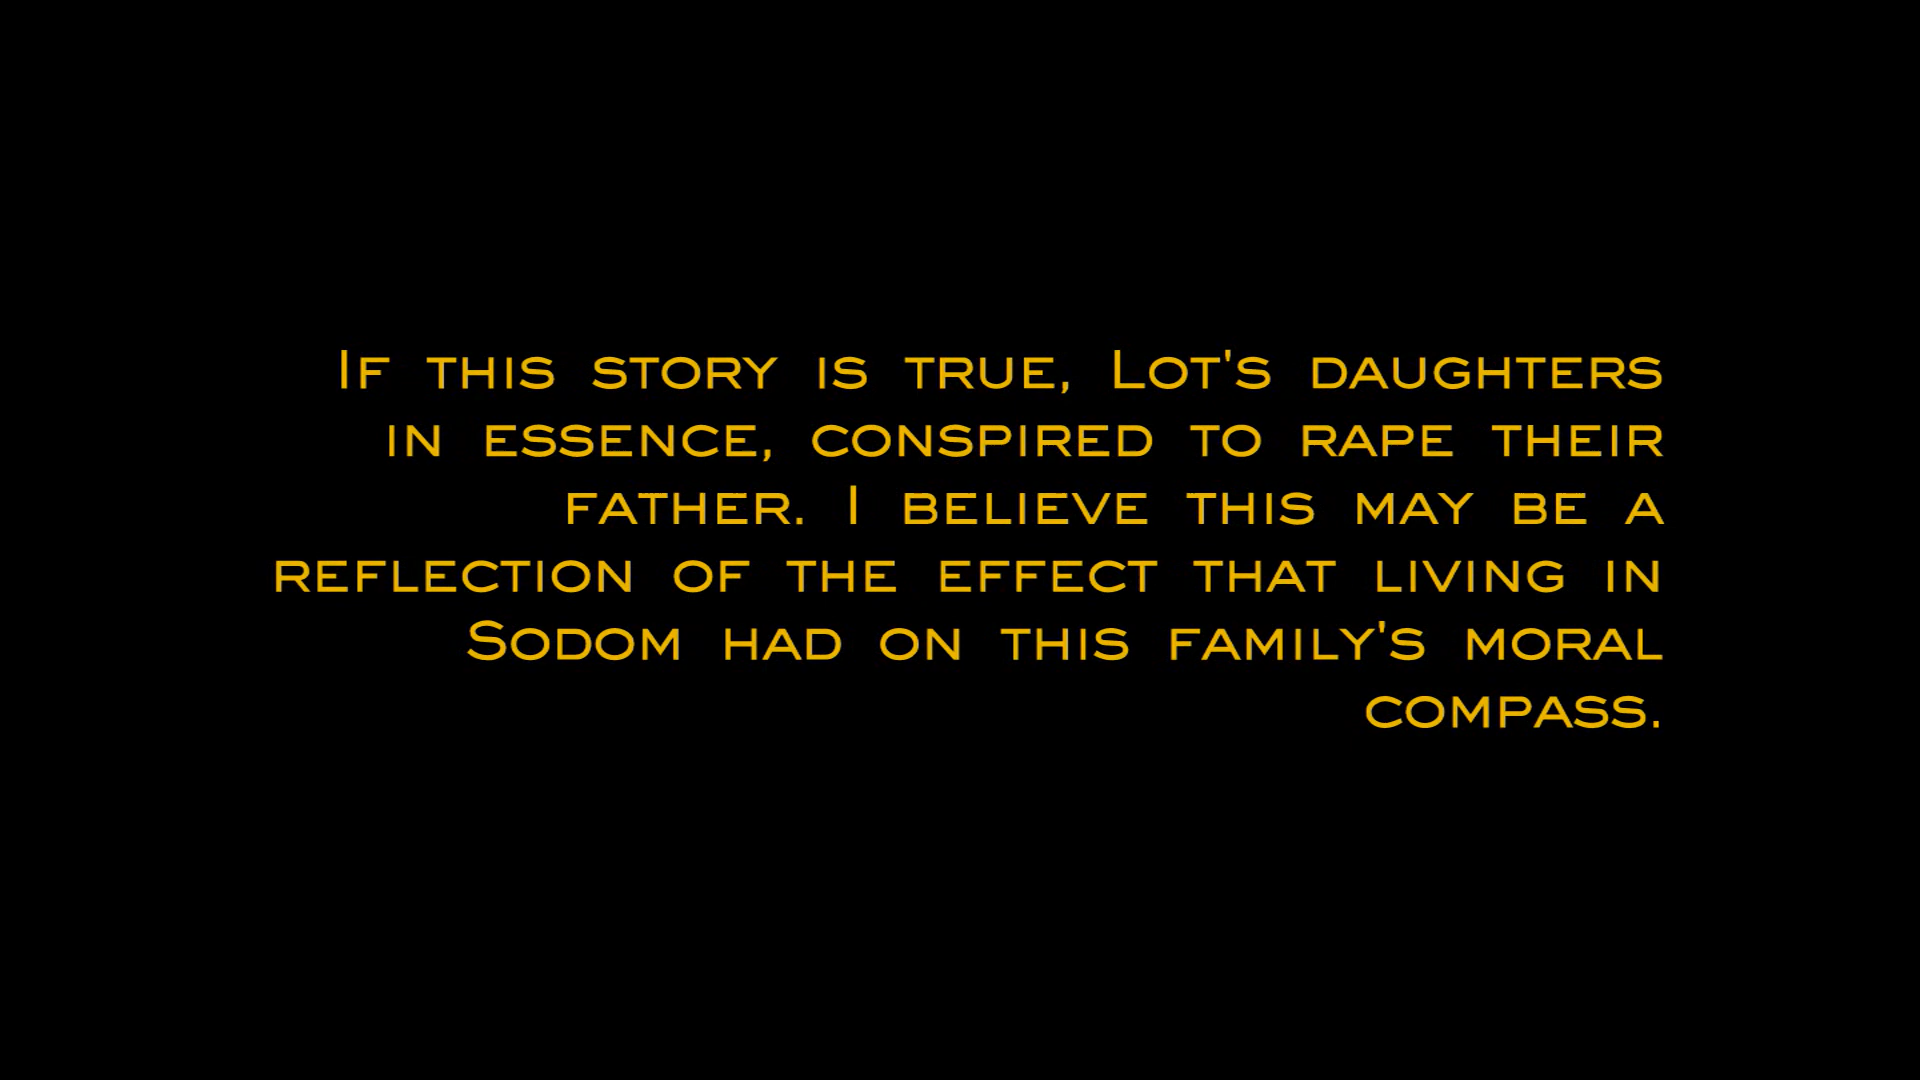 If this story is true, Lot's daughters
in essence, conspired to rape their
father. I believe this may be a
reflection of the effect that living in
Sodom had on this family's moral
compass.